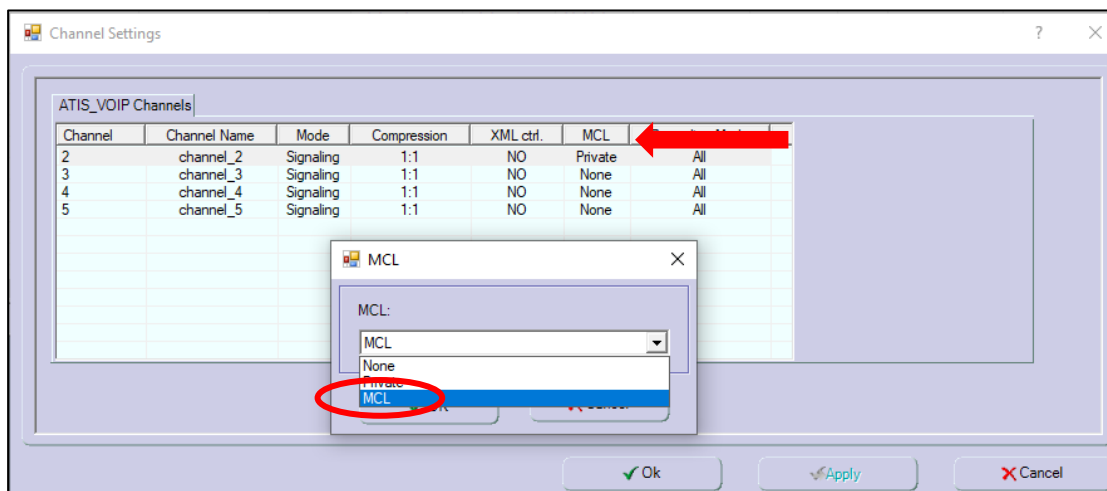 Channel Settings ?
ATIS_VOIP Channels
Channel Channel Name Mode Compression XML ctrl. MCL
2 channel_2 Signaling 1:1 NO Private All
3 channel_3 Signaling 1:1 NO None All
4 channel_4 Signaling 1:1 NO None All
5 channel_5 Signaling 1:1 NO None All
MCL
MCL:
MCL
None
Private
MCL
Ok Apply Cancel